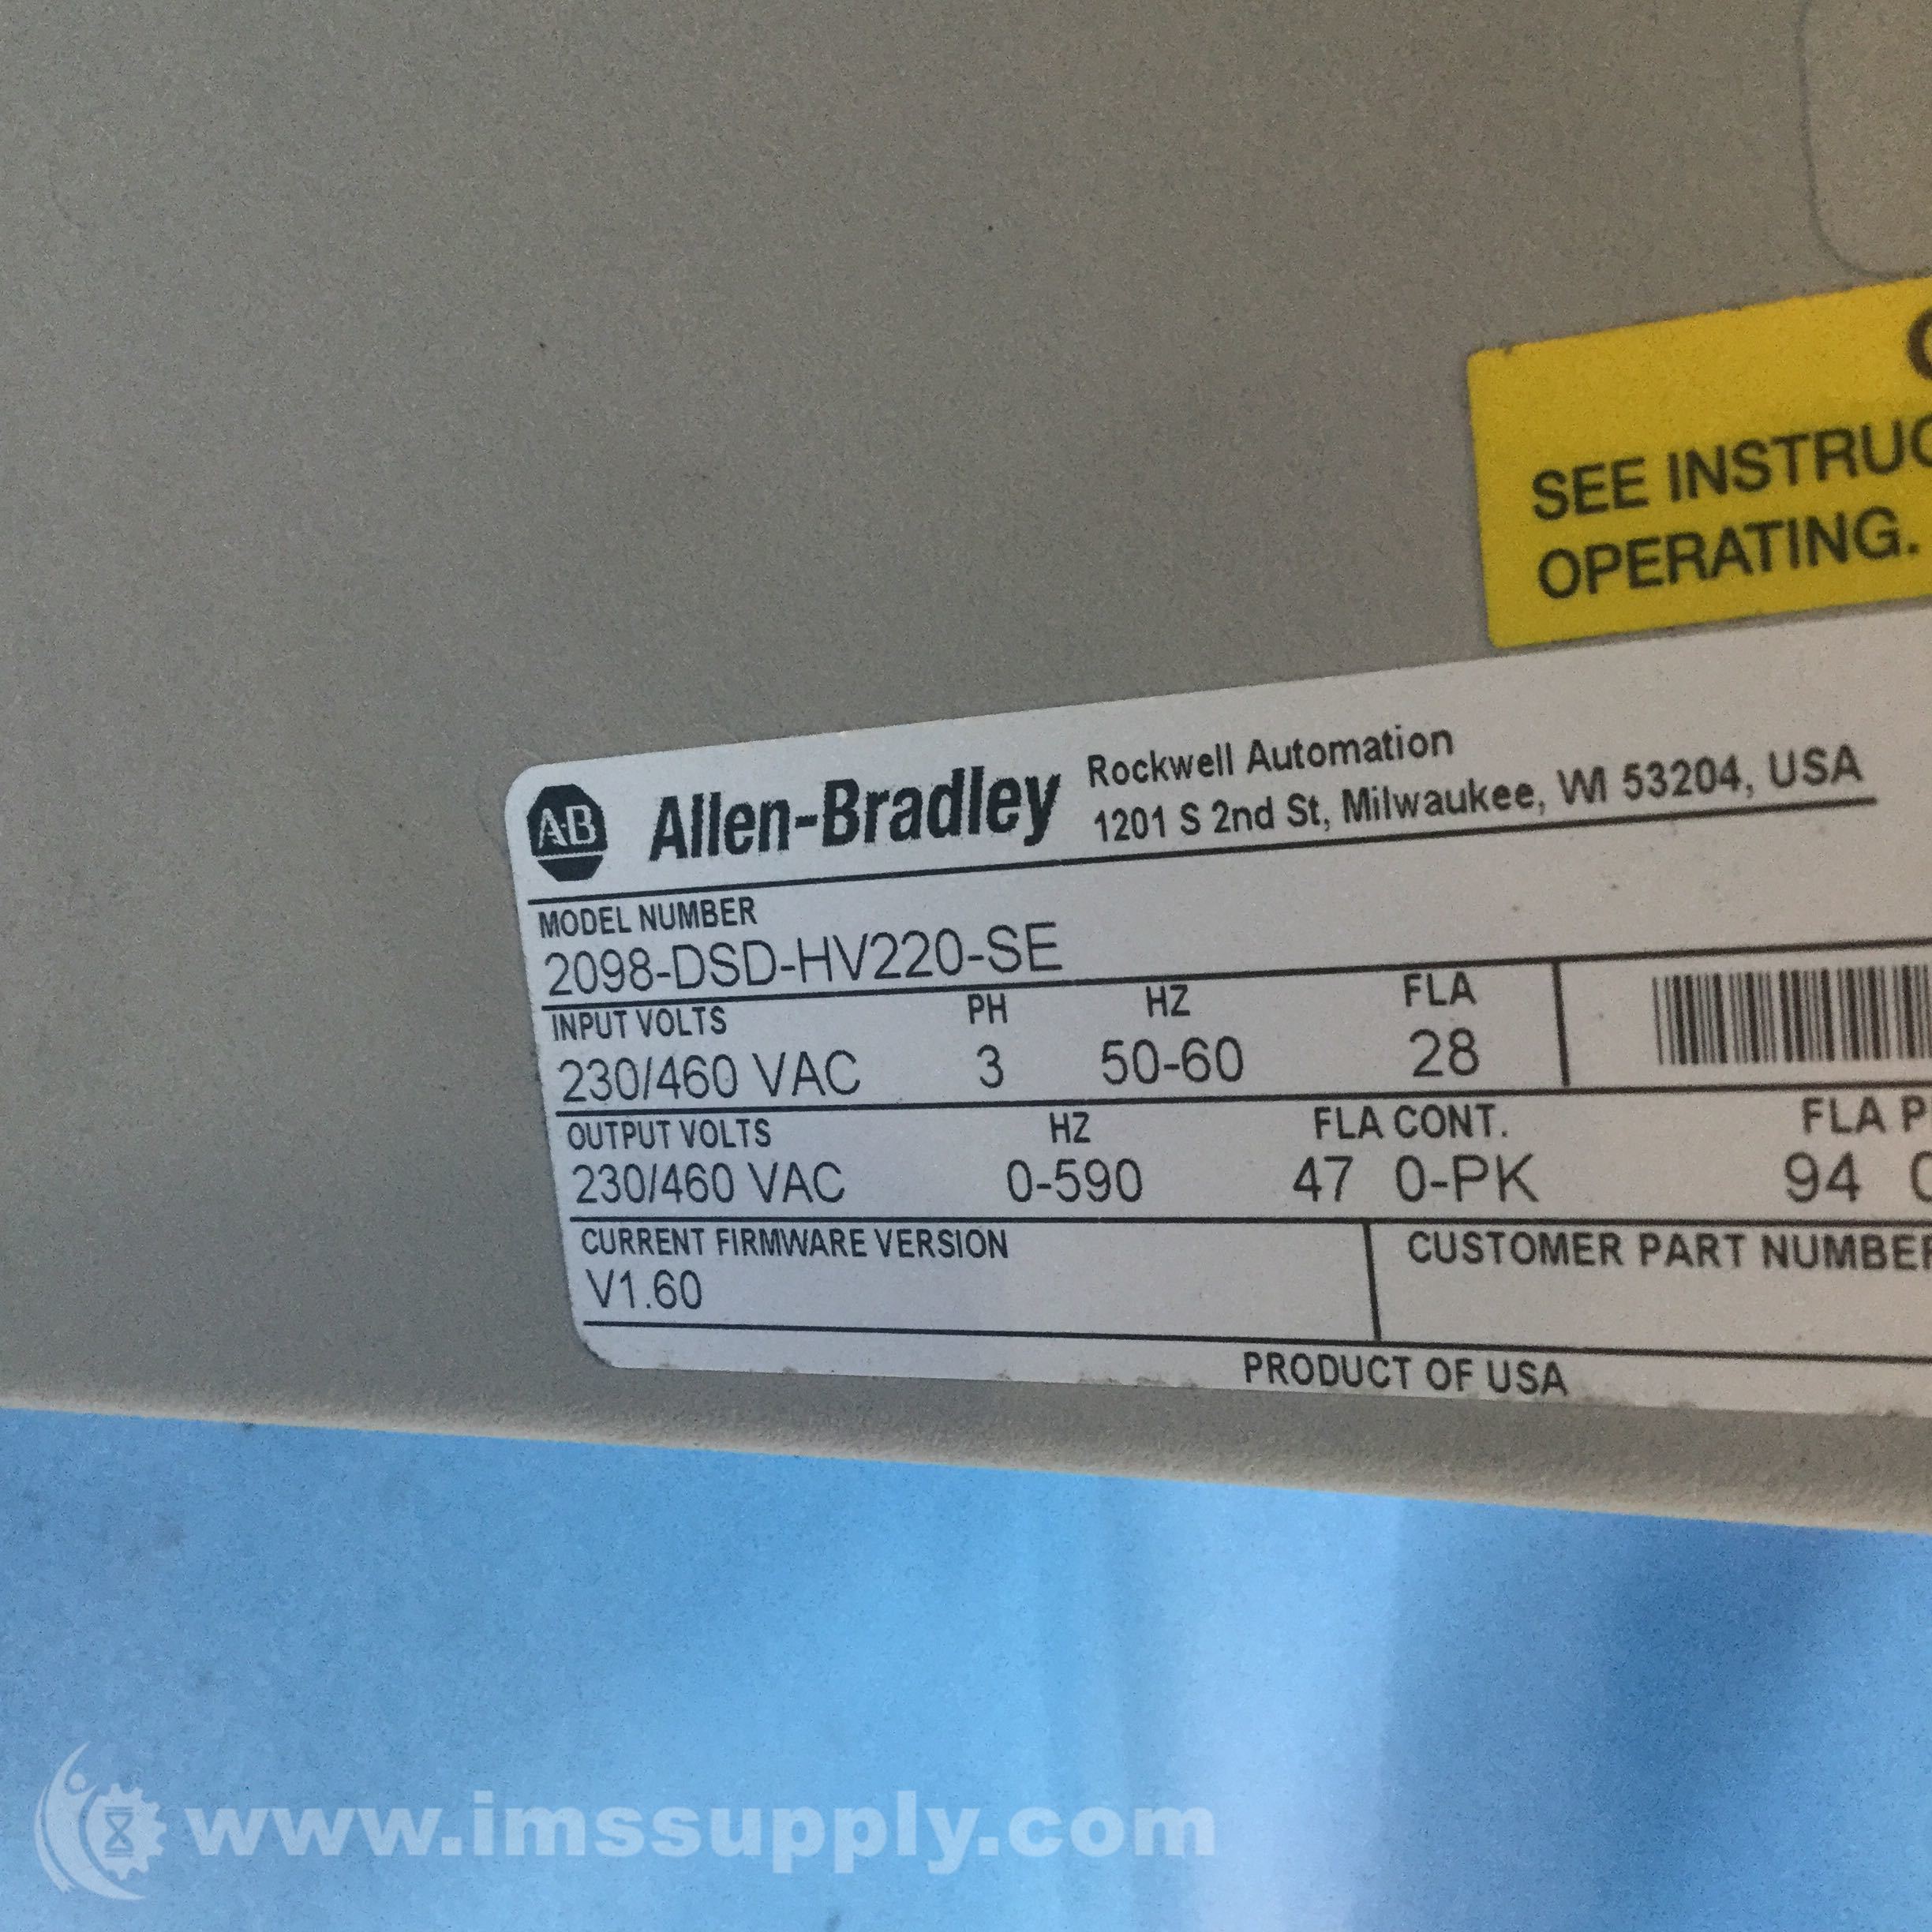 SEE INSTRUC
OPERATING.
AB Allen-Bradley
Rockwell Automation
1201 S 2nd St, Milwaukee, WI 53204, USA
MODEL NUMBER
2098-DSD-HV220-SE
INPUT VOLTS PH HZ FLA
230/460 VAC 3 50-60 28
OUTPUT VOLTS HZ FLA CONT. FLA P
230/460 VAC 0-590 47 0-PK 94
CURRENT FIRMWARE VERSION CUSTOMER PART NUMBER
V1.60
PRODUCT OF USA
www.imssupply.com